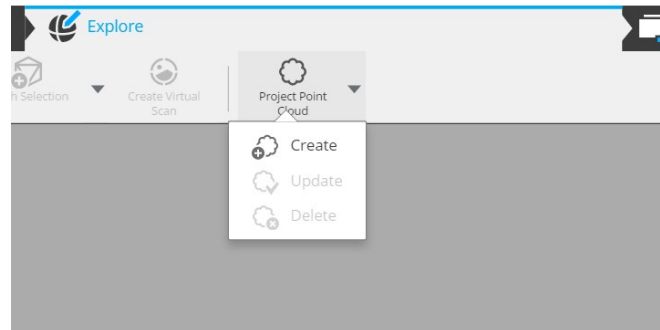 Explore
h Selection
Create Virtual
Scan
Project Point
Cloud
Create
Update
Delete